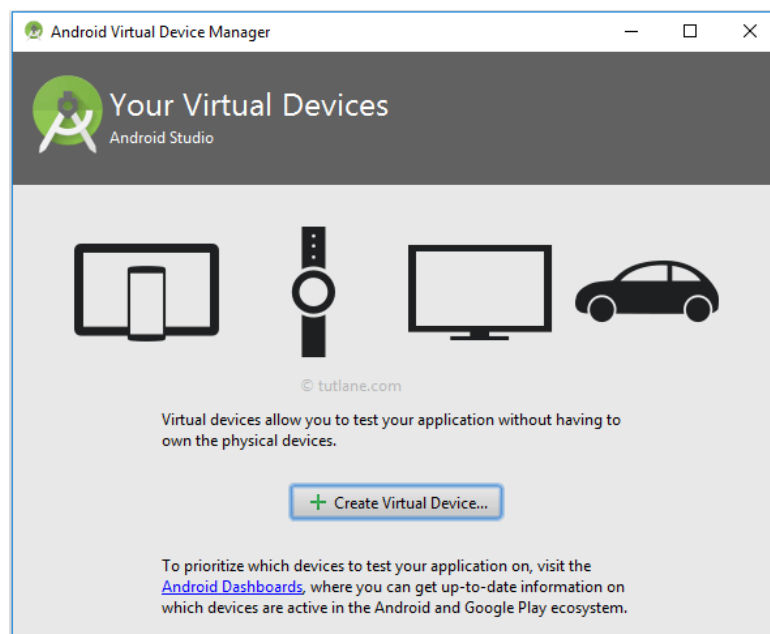 Android Virtual Device Manager
Your Virtual Devices
Android Studio
© tutlane.com
Virtual devices allow you to test your application without having to
own the physical devices.
Create Virtual Device...
To prioritize which devices to test your application on, visit the
Android Dashboards, where you can get up-to-date information on
which devices are active in the Android and Google Play ecosystem.